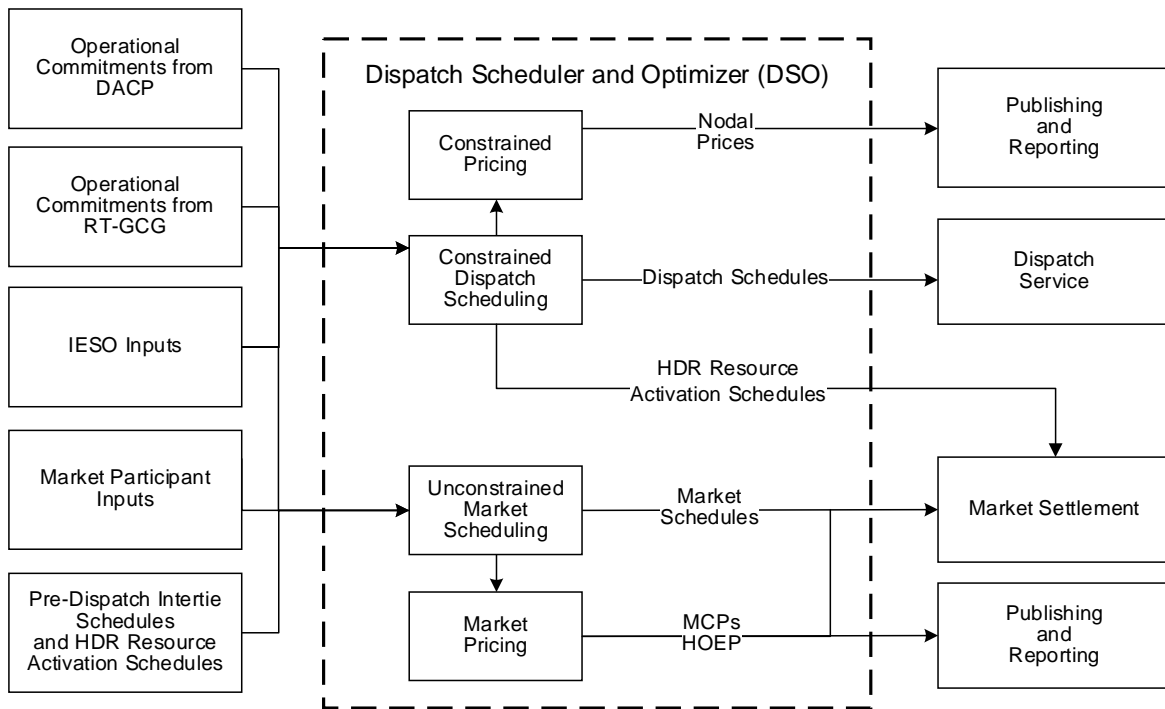 Operational
Commitments from
DACP
Operational
Commitments from
RT-GCG
IESO Inputs
Market Participant
Inputs
Pre-Dispatch Intertie
Schedules
and HDR Resource
Activation Schedules
Dispatch Scheduler and Optimizer (DSO)
Constrained
Pricing
Constrained
Dispatch
Scheduling
Unconstrained
Market
Scheduling
Market
Pricing
Nodal
Prices
Dispatch Schedules
HDR Resource
Activation Schedules
Market
Schedules
MCPs
HOEP
Publishing
and
Reporting
Dispatch
Service
Market Settlement
Publishing
and
Reporting